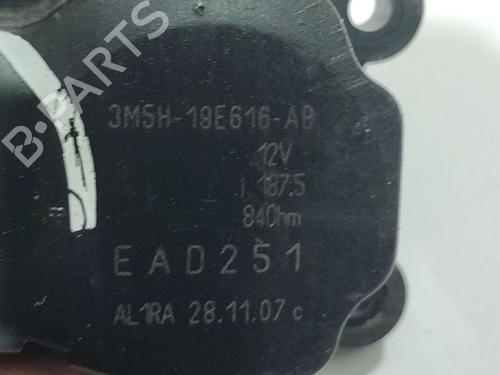 3M5H-19E616-AB
12V
i 187.5
84Ohm
EAD251
AL1RA 28.11.07 c
B-PARTS